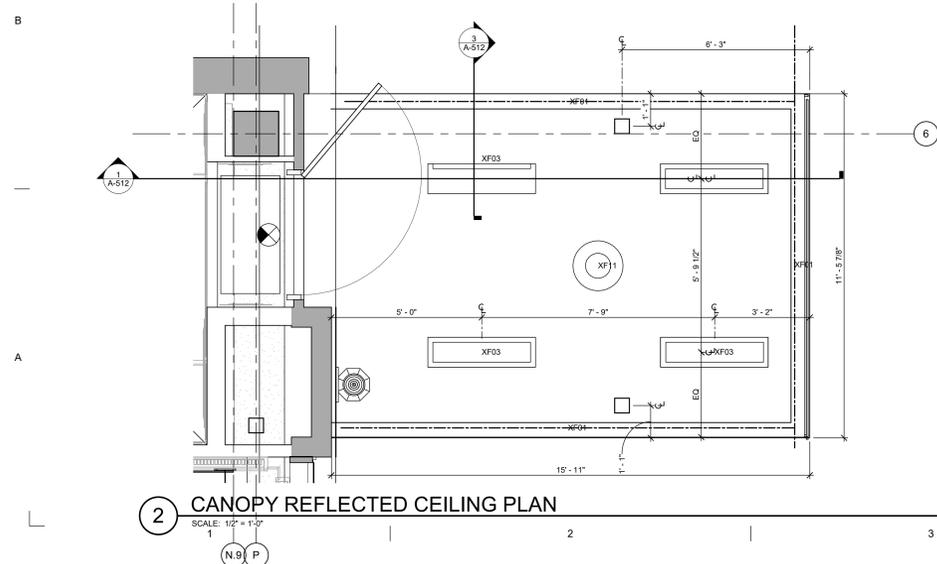 B
3
A-512
6' - 3"
XF01
1' - 1"
EQ
6
XF03
1
A-512
5' - 9 1/2"
XF11
XF01
11' - 5 7/8"
5' - 0"
7' - 9"
3' - 2"
A
XF03
XF03
EQ
XF01
1' - 1"
15' - 11"
2
CANOPY REFLECTED CEILING PLAN
SCALE: 1/2" = 1'-0"
1
2
3
N.9
P